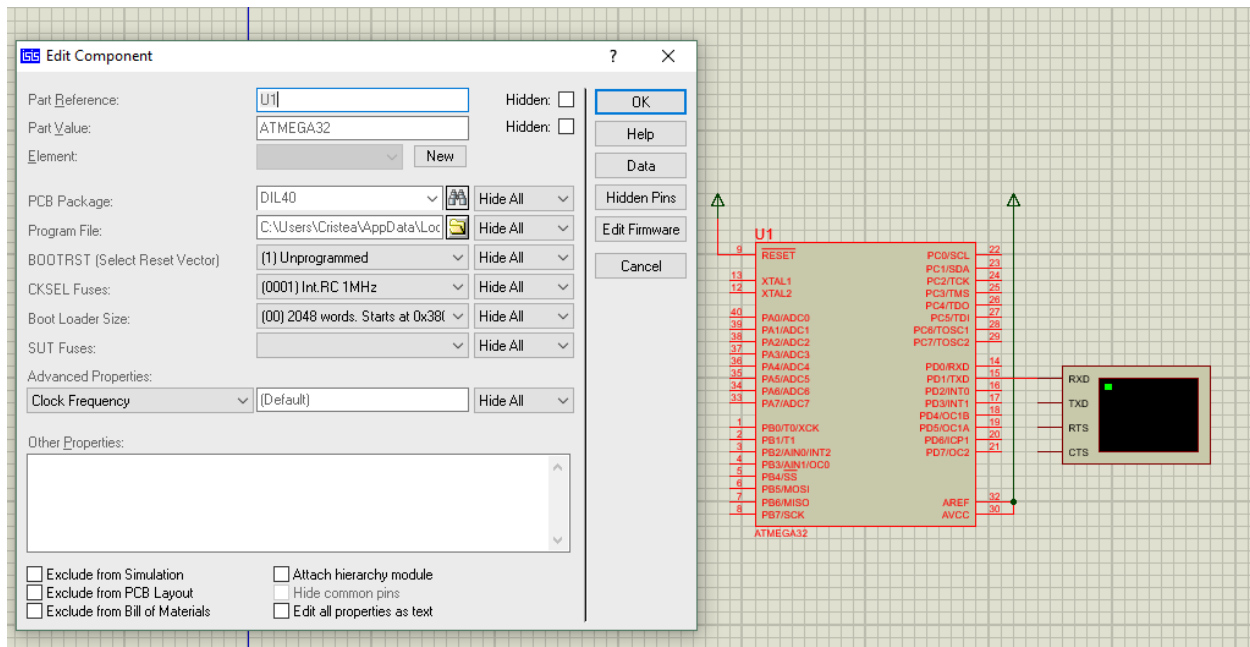 isis Edit Component ? ×
Part Reference: U1 Hidden:
Part Value: ATMEGA32 Hidden:
Element: New
PCB Package: DIL40 Hide All
Program File: C:\Users\Cristea\AppData\Loc Hide All
BOOTRST (Select Reset Vector) (1) Unprogrammed Hide All
CKSEL Fuses: (0001) Int.RC 1MHz Hide All
Boot Loader Size: (00) 2048 words. Starts at 0x38( Hide All
SUT Fuses: Hide All
Advanced Properties:
Clock Frequency (Default) Hide All
Other Properties:
Exclude from Simulation Attach hierarchy module
Exclude from PCB Layout Hide common pins
Exclude from Bill of Materials Edit all properties as text
OK
Help
Data
Hidden Pins
Edit Firmware
Cancel
U1
9 RESET PC0/SCL 22
PC1/SDA 23
13 XTAL1 PC2/TCK 24
12 XTAL2 PC3/TMS 25
PC4/TDO 26
40 PA0/ADC0 PC5/TDI 27
39 PA1/ADC1 PC6/TOSC1 28
38 PA2/ADC2 PC7/TOSC2 29
37 PA3/ADC3
36 PA4/ADC4 PD0/RXD 14
35 PA5/ADC5 PD1/TXD 15
34 PA6/ADC6 PD2/INT0 16
33 PA7/ADC7 PD3/INT1 17
PD4/OC1B 18
1 PB0/T0/XCK PD5/OC1A 19
2 PB1/T1 PD6/ICP1 20
3 PB2/AIN0/INT2 PD7/OC2 21
4 PB3/AIN1/OC0
5 PB4/SS
6 PB5/MOSI
7 PB6/MISO AREF 32
8 PB7/SCK AVCC 30
ATMEGA32
RXD
TXD
RTS
CTS